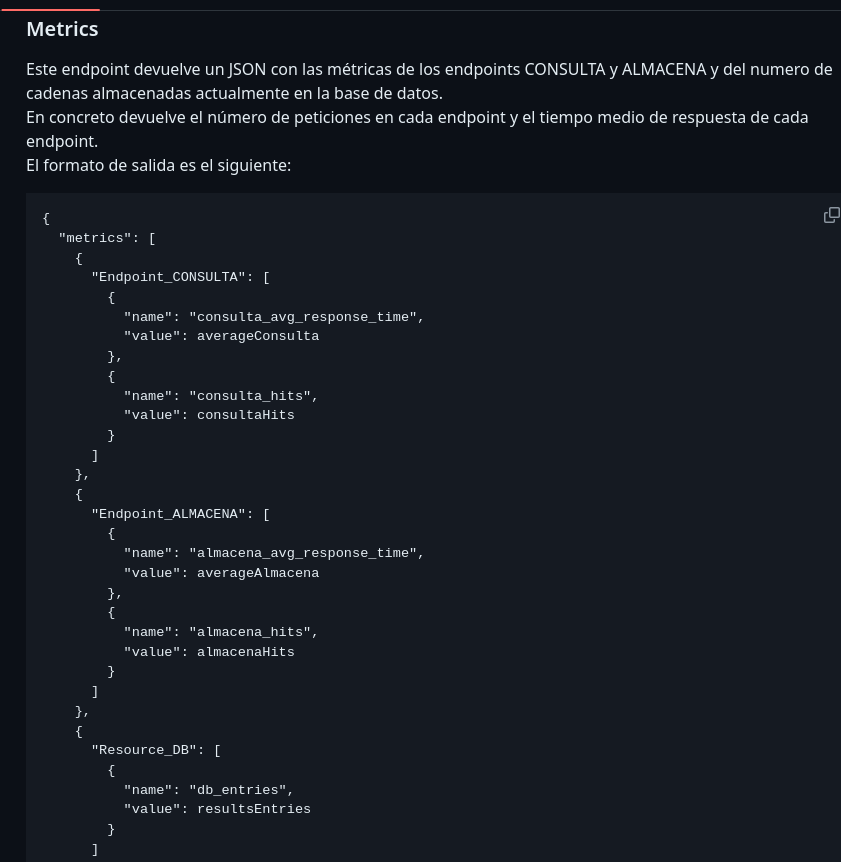 Metrics
Este endpoint devuelve un JSON con las métricas de los endpoints CONSULTA y ALMACENA y del numero de
cadenas almacenadas actualmente en la base de datos.
En concreto devuelve el número de peticiones en cada endpoint y el tiempo medio de respuesta de cada
endpoint.
El formato de salida es el siguiente:
{
  "metrics": [
    {
      "Endpoint_CONSULTA": [
        {
          "name": "consulta_avg_response_time",
          "value": averageConsulta
        },
        {
          "name": "consulta_hits",
          "value": consultaHits
        }
      ]
    },
    {
      "Endpoint_ALMACENA": [
        {
          "name": "almacena_avg_response_time",
          "value": averageAlmacena
        },
        {
          "name": "almacena_hits",
          "value": almacenaHits
        }
      ]
    },
    {
      "Resource_DB": [
        {
          "name": "db_entries",
          "value": resultsEntries
        }
      ]